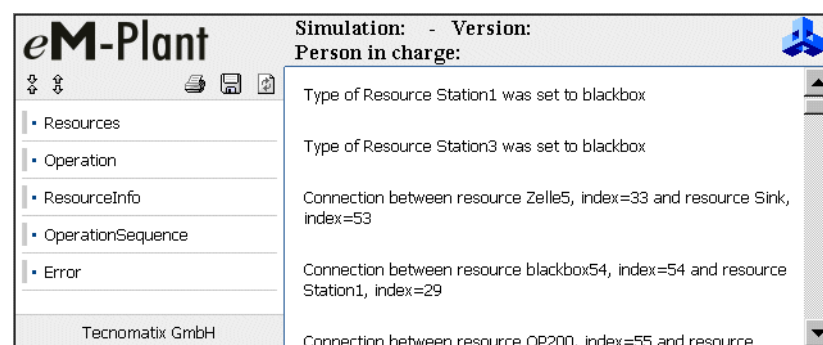 eM-Plant
Simulation: - Version:
Person in charge:
Resources
Operation
ResourceInfo
OperationSequence
Error
Tecnomatix GmbH
Type of Resource Station1 was set to blackbox
Type of Resource Station3 was set to blackbox
Connection between resource Zelle5, index=33 and resource Sink,
index=53
Connection between resource blackbox54, index=54 and resource
Station1, index=29
Connection between resource OP200, index=55 and resource